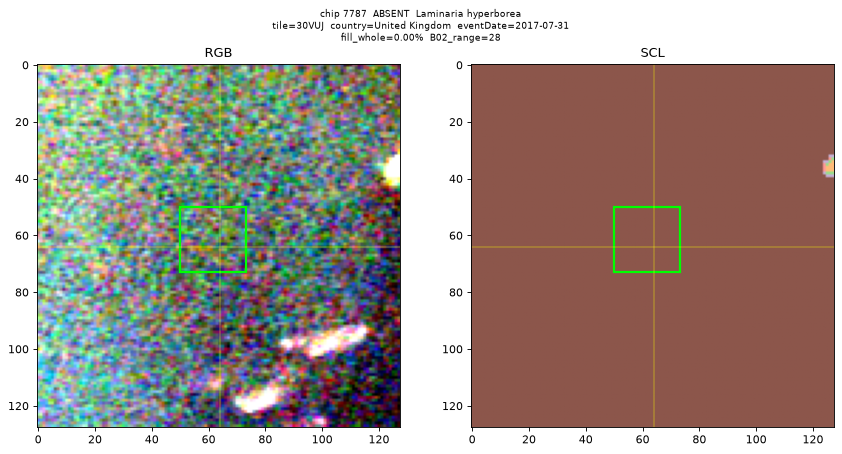 chip 7787  ABSENT  Laminaria hyperborea
tile=30VUJ  country=United Kingdom  eventDate=2017-07-31
fill_whole=0.00%  B02_range=28
RGB
SCL
0
20
40
60
80
100
120
0 20 40 60 80 100 120
0
20
40
60
80
100
120
0 20 40 60 80 100 120